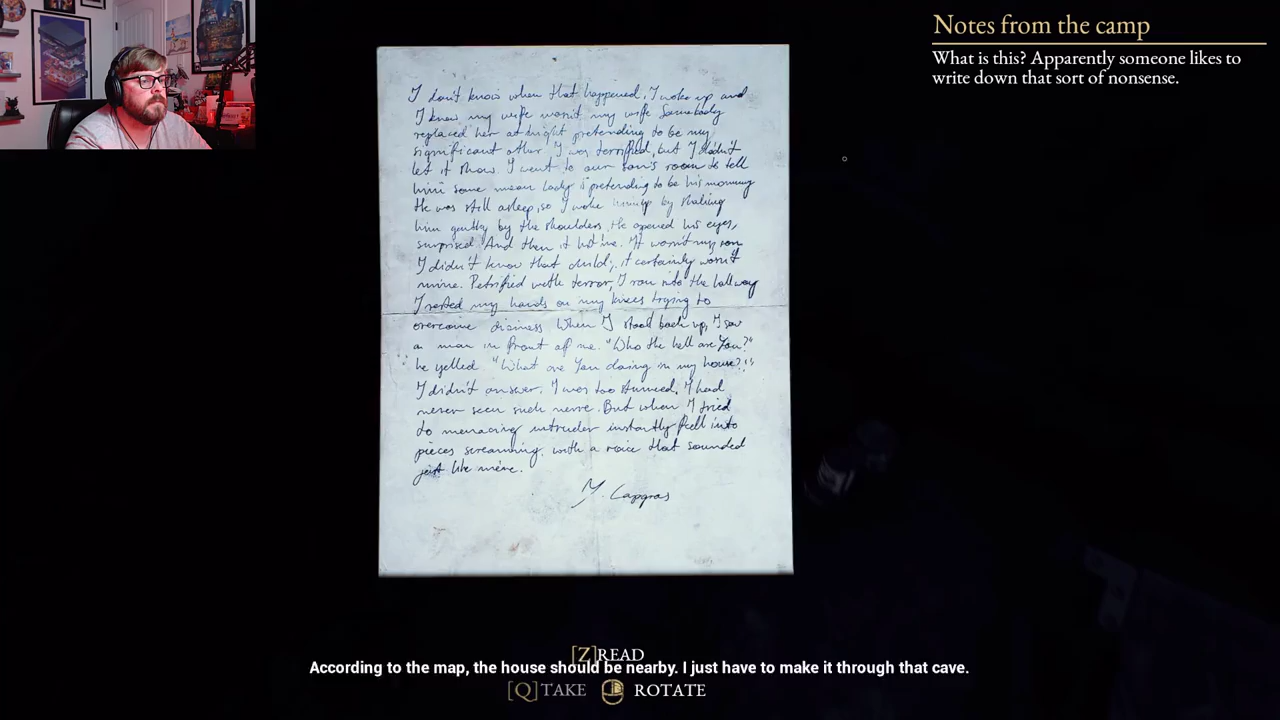 Notes from the camp
What is this? Apparently someone likes to
write down that sort of nonsense.
I don't know when that happened. I woke up and
I knew my wife wasn't my wife. Somebody
replaced her at night pretending to be my
significant other. I was terrified, but I didn't
let it show. I went to our son's room to tell
him some mean lady is pretending to be his mommy
He was still asleep, so I woke him up by shaking
him gently by the shoulders. He opened his eyes,
surprised. And then it hit me. It wasn't my son
I didn't know that child; it certainly wasn't
mine. Petrified with terror, I ran into the hallway
I rested my hands on my knees trying to
overcome diziness When I stood back up, I saw
a man in front of me. "Who the hell are You?"
he yelled "What are You doing in my house?!"
I didn't answer. I was too stunned. I had
never seen such nerve. But when I tried
to menacing intruder instantly fell into
pieces screaming, with a voice that sounded
just like mine.
Capgras
[Z]READ
According to the map, the house should be nearby. I just have to make it through that cave.
[Q]TAKE ROTATE